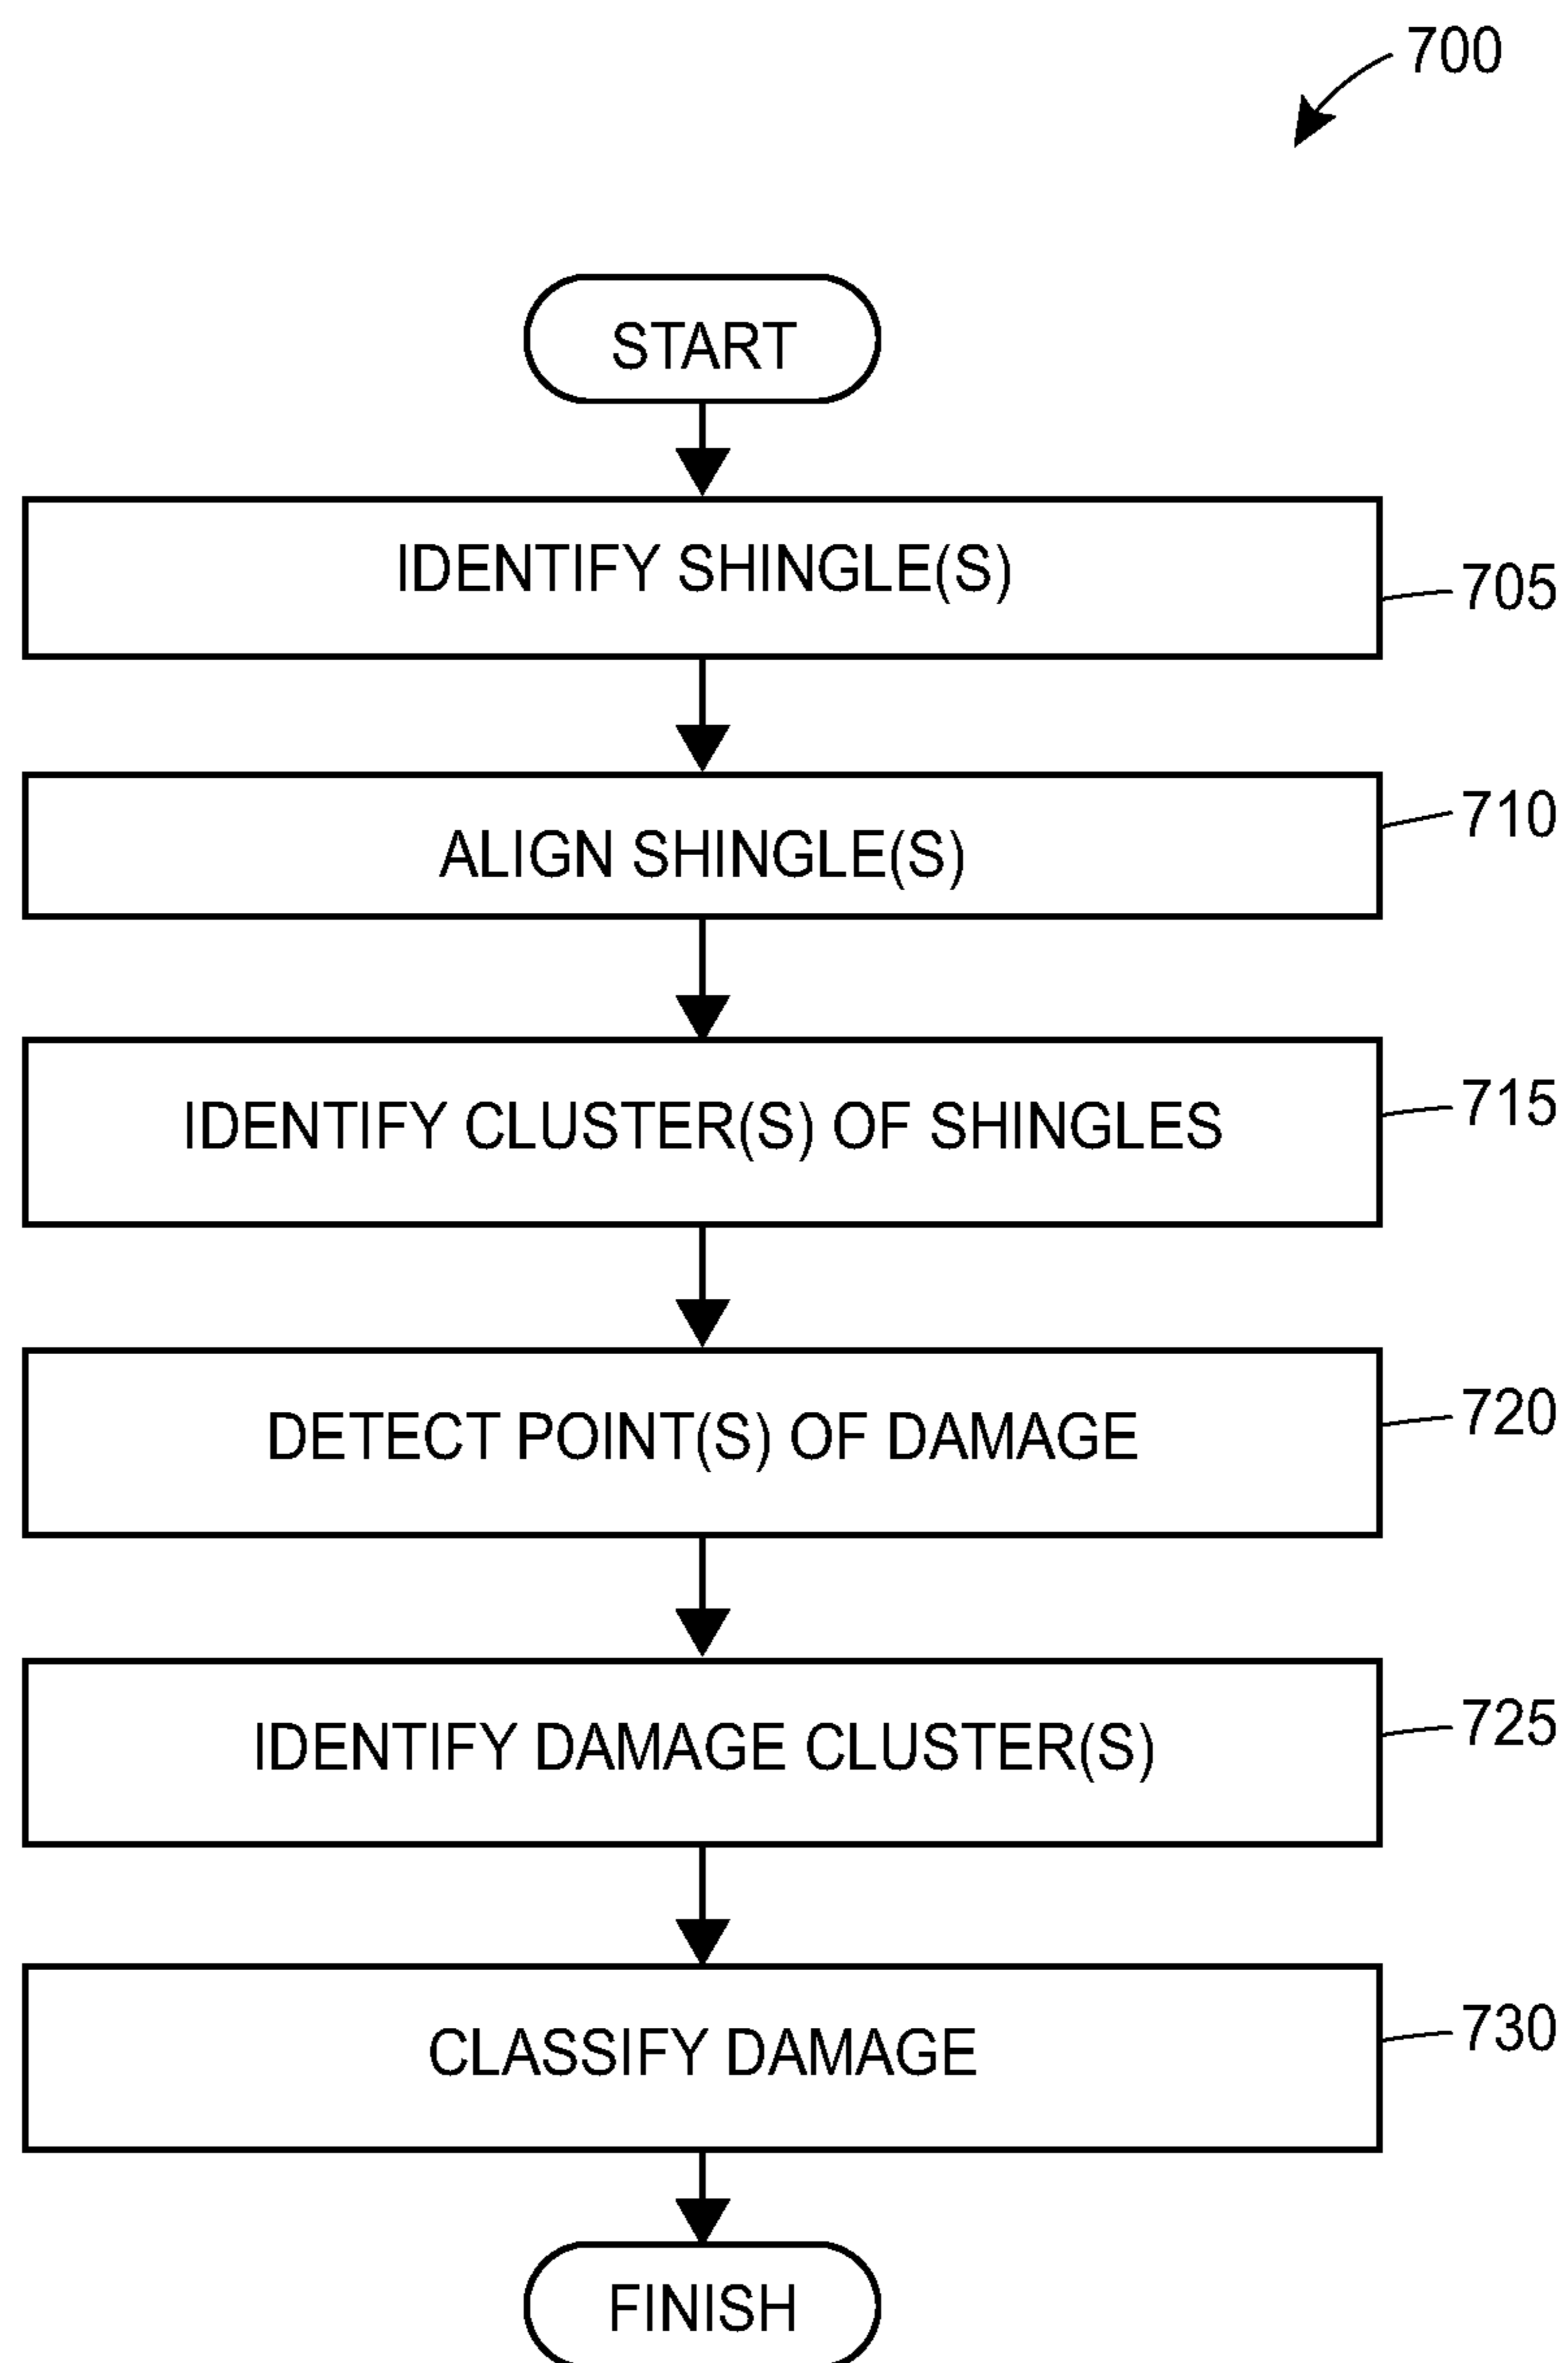 700
START
IDENTIFY SHINGLE(S)
705
ALIGN SHINGLE(S)
710
IDENTIFY CLUSTER(S) OF SHINGLES
715
DETECT POINT(S) OF DAMAGE
720
IDENTIFY DAMAGE CLUSTER(S)
725
CLASSIFY DAMAGE
730
FINISH